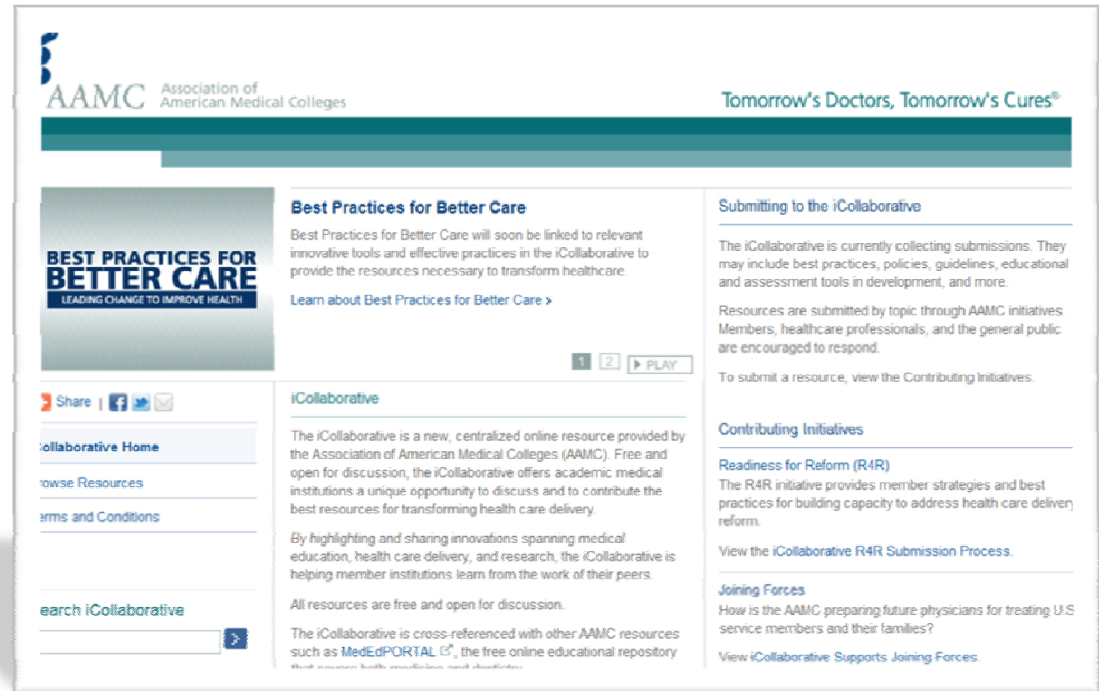 AAMC
Association of
American Medical Colleges
Tomorrow's Doctors, Tomorrow's Cures®
BEST PRACTICES FOR
BETTER CARE
LEADING CHANGE TO IMPROVE HEALTH
Best Practices for Better Care
Best Practices for Better Care will soon be linked to relevant
innovative tools and effective practices in the iCollaborative to
provide the resources necessary to transform healthcare.
Learn about Best Practices for Better Care >
1 2 PLAY
Share |
ollaborative Home
rowse Resources
erms and Conditions
earch iCollaborative
iCollaborative
The iCollaborative is a new, centralized online resource provided by
the Association of American Medical Colleges (AAMC). Free and
open for discussion, the iCollaborative offers academic medical
institutions a unique opportunity to discuss and to contribute the
best resources for transforming health care delivery.
By highlighting and sharing innovations spanning medical
education, health care delivery, and research, the iCollaborative is
helping member institutions learn from the work of their peers.
All resources are free and open for discussion.
The iCollaborative is cross-referenced with other AAMC resources
such as MedEdPORTAL, the free online educational repository
Submitting to the iCollaborative
The iCollaborative is currently collecting submissions. They
may include best practices, policies, guidelines, educational
and assessment tools in development, and more.
Resources are submitted by topic through AAMC initiatives.
Members, healthcare professionals, and the general public
are encouraged to respond.
To submit a resource, view the Contributing Initiatives.
Contributing Initiatives
Readiness for Reform (R4R)
The R4R initiative provides member strategies and best
practices for building capacity to address health care delivery
reform.
View the iCollaborative R4R Submission Process.
Joining Forces
How is the AAMC preparing future physicians for treating U.S
service members and their families?
View iCollaborative Supports Joining Forces.